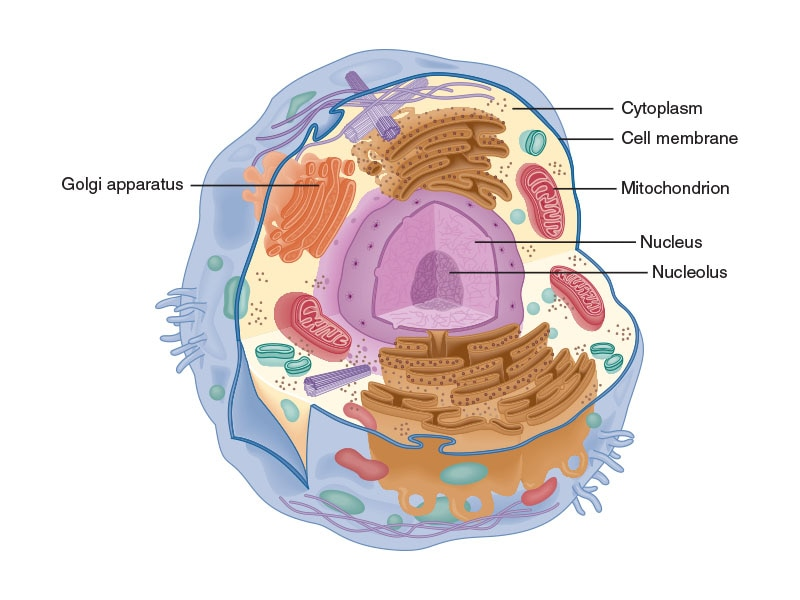 Cytoplasm
Cell membrane
Golgi apparatus
Mitochondrion
Nucleus
Nucleolus